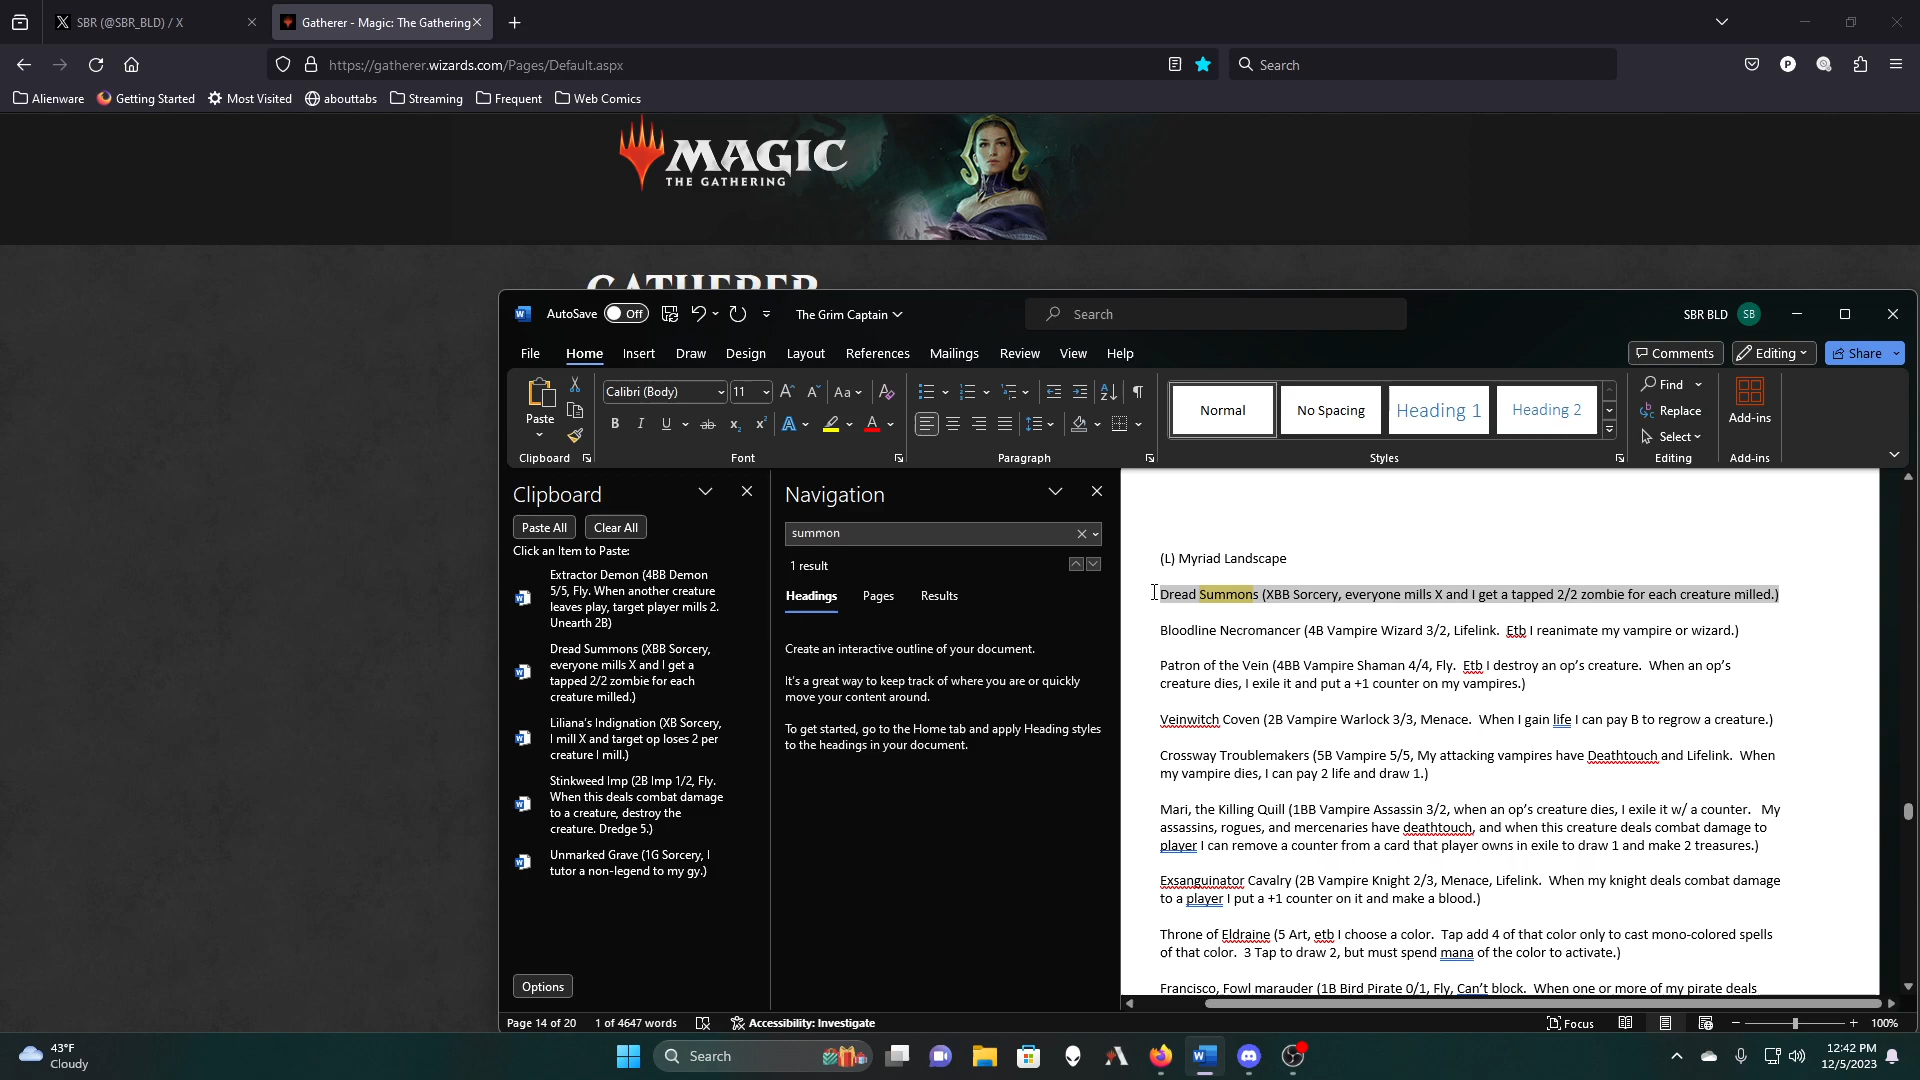 SBR (@SBR_BLD) / X
Gatherer - Magic: The Gathering
https://gatherer.wizards.com/Pages/Default.aspx
Search
P
Alienware
Getting Started
Most Visited
abouttabs
Streaming
Frequent
Web Comics
MAGIC
THE GATHERING
GATHERER
AutoSave
Off
The Grim Captain
Search
SBR BLD
SB
File
Home
Insert
Draw
Design
Layout
References
Mailings
Review
View
Help
Comments
Editing
Share
Paste
Calibri (Body)
11
Normal
No Spacing
Heading 1
Heading 2
Find
Replace
Select
Add-ins
Clipboard
Font
Paragraph
Styles
Editing
Add-ins
Clipboard
Paste All
Clear All
Click an Item to Paste:
Extractor Demon (4BB Demon
5/5, Fly. When another creature
leaves play, target player mills 2.
Unearth 2B)
Dread Summons (XBB Sorcery,
everyone mills X and I get a
tapped 2/2 zombie for each
creature milled.)
Liliana's Indignation (XB Sorcery,
I mill X and target op loses 2 per
creature I mill.)
Stinkweed Imp (2B Imp 1/2, Fly.
When this deals combat damage
to a creature, destroy the
creature. Dredge 5.)
Unmarked Grave (1G Sorcery, I
tutor a non-legend to my gy.)
Options
Navigation
summon
1 result
Headings
Pages
Results
Create an interactive outline of your document.
It's a great way to keep track of where you are or quickly
move your content around.
To get started, go to the Home tab and apply Heading styles
to the headings in your document.
(L) Myriad Landscape
Dread Summons (XBB Sorcery, everyone mills X and I get a tapped 2/2 zombie for each creature milled.)
Bloodline Necromancer (4B Vampire Wizard 3/2, Lifelink. Etb I reanimate my vampire or wizard.)
Patron of the Vein (4BB Vampire Shaman 4/4, Fly. Etb I destroy an op's creature. When an op's
creature dies, I exile it and put a +1 counter on my vampires.)
Veinwitch Coven (2B Vampire Warlock 3/3, Menace. When I gain life I can pay B to regrow a creature.)
Crossway Troublemakers (5B Vampire 5/5, My attacking vampires have Deathtouch and Lifelink. When
my vampire dies, I can pay 2 life and draw 1.)
Mari, the Killing Quill (1BB Vampire Assassin 3/2, when an op's creature dies, I exile it w/ a counter. My
assassins, rogues, and mercenaries have deathtouch, and when this creature deals combat damage to
player I can remove a counter from a card that player owns in exile to draw 1 and make 2 treasures.)
Exsanguinator Cavalry (2B Vampire Knight 2/3, Menace, Lifelink. When my knight deals combat damage
to a player I put a +1 counter on it and make a blood.)
Throne of Eldraine (5 Art, etb I choose a color. Tap add 4 of that color only to cast mono-colored spells
of that color. 3 Tap to draw 2, but must spend mana of the color to activate.)
Francisco, Fowl marauder (1B Bird Pirate 0/1, Fly, Can't block. When one or more of my pirate deals
Page 14 of 20
1 of 4647 words
Accessibility: Investigate
Focus
100%
43°F
Cloudy
Search
12:42 PM
12/5/2023